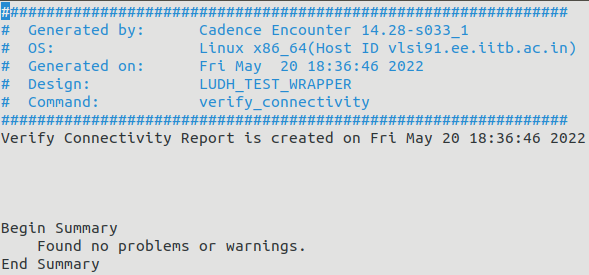 ###############################################################
#  Generated by:      Cadence Encounter 14.28-s033_1
#  OS:                Linux x86_64(Host ID vlsi91.ee.iitb.ac.in)
#  Generated on:      Fri May  20 18:36:46 2022
#  Design:            LUDH_TEST_WRAPPER
#  Command:           verify_connectivity
###############################################################
Verify Connectivity Report is created on Fri May 20 18:36:46 2022
Begin Summary
    Found no problems or warnings.
End Summary